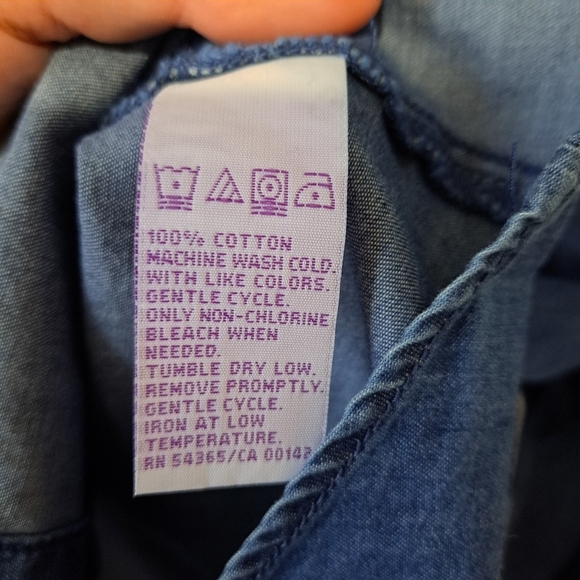 100% COTTON
MACHINE WASH COLD.
WITH LIKE COLORS.
GENTLE CYCLE.
ONLY NON-CHLORINE
BLEACH WHEN
NEEDED.
TUMBLE DRY LOW.
REMOVE PROMPTLY.
GENTLE CYCLE.
IRON AT LOW
TEMPERATURE.
RN 54365/CA